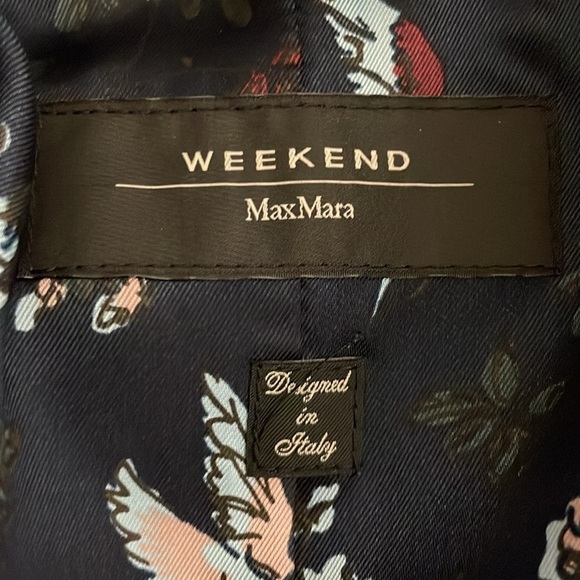 WEEKEND
MaxMara
Designed
in
Italy